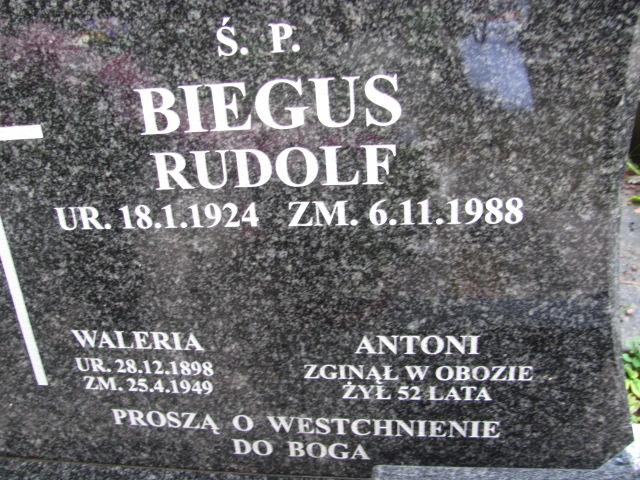 Ś. P.
BIEGUS
RUDOLF
UR. 18.1.1924 ZM. 6.11.1988
WALERIA
UR. 28.12.1898
ZM. 25.4.1949
ANTONI
ZGINĄŁ W OBOZIE
ŻYŁ 52 LATA
PROSZĄ O WESTCHNIENIE
DO BOGA